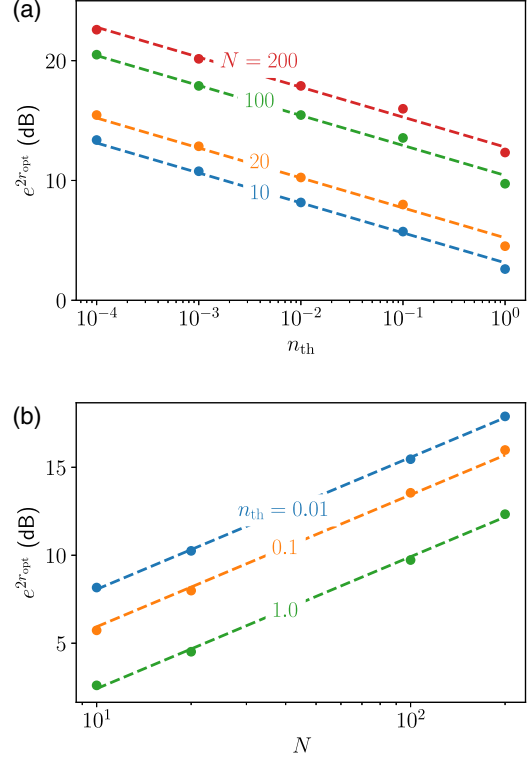 (a)
20
10
0
e^{2r_opt} (dB)
N = 200
100
20
10
10^{-4} 10^{-3} 10^{-2} 10^{-1} 10^{0}
n_th
(b)
15
10
5
e^{2r_opt} (dB)
n_th = 0.01
0.1
1.0
10^{1} 10^{2}
N